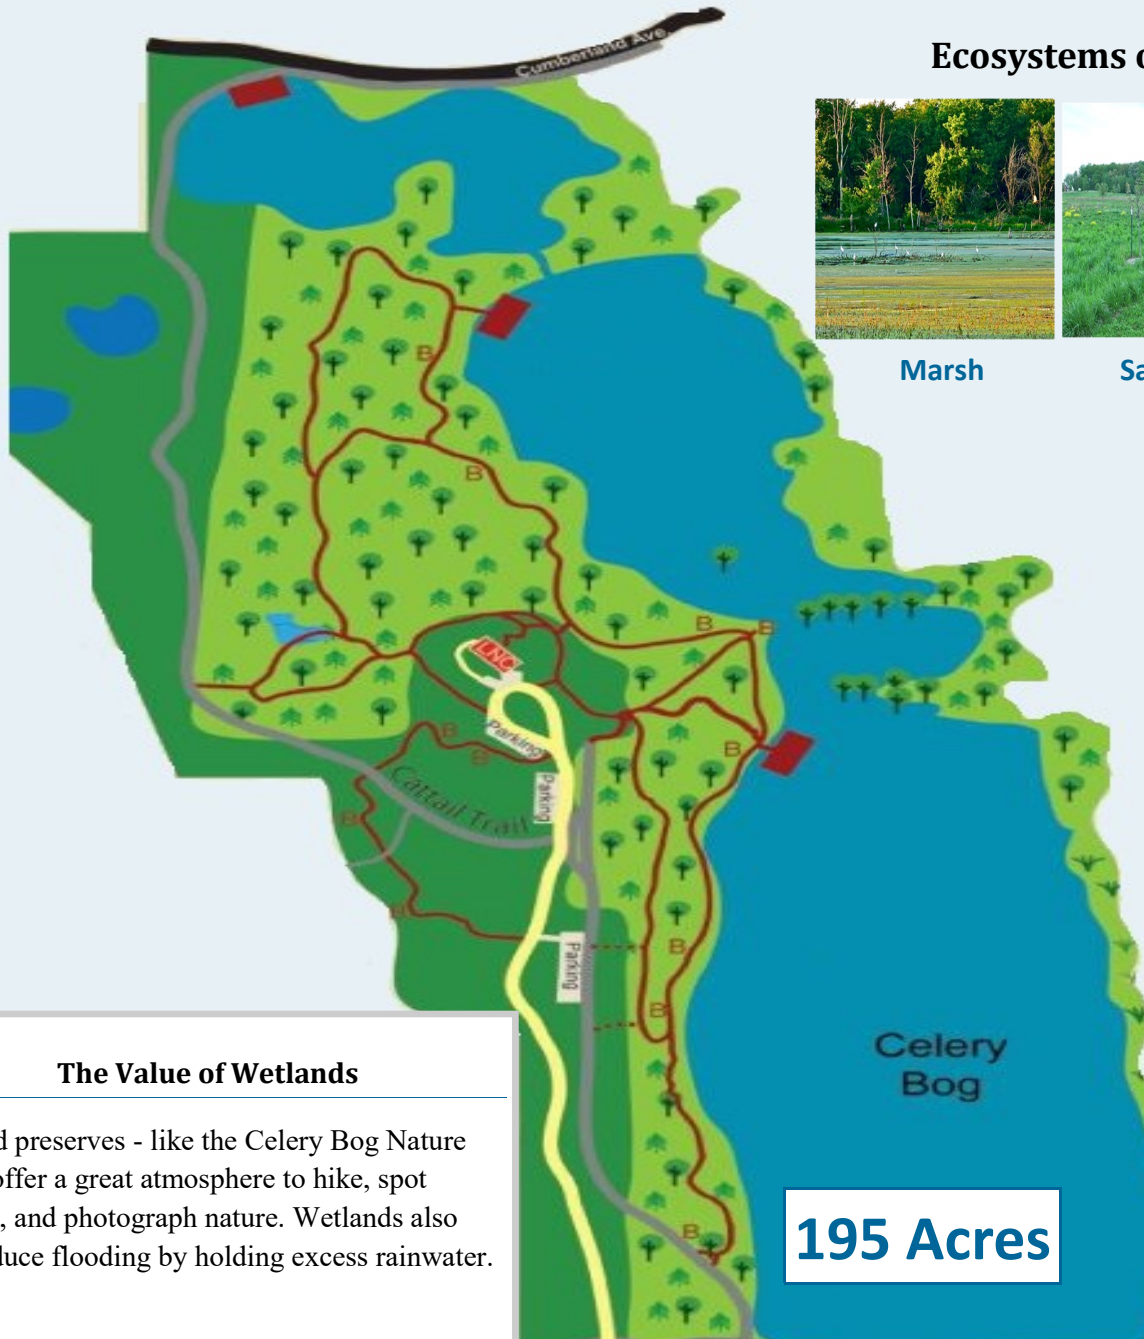 Cumberland Ave
Ecosystems o
Marsh
Sa
B
B
B
B
LNC
B
Parking
B
B
Parking
Cattail Trail
B
B
B
Parking
B
Celery
Bog
The Value of Wetlands
d preserves - like the Celery Bog Nature
offer a great atmosphere to hike, spot
, and photograph nature. Wetlands also
duce flooding by holding excess rainwater.
B
195 Acres